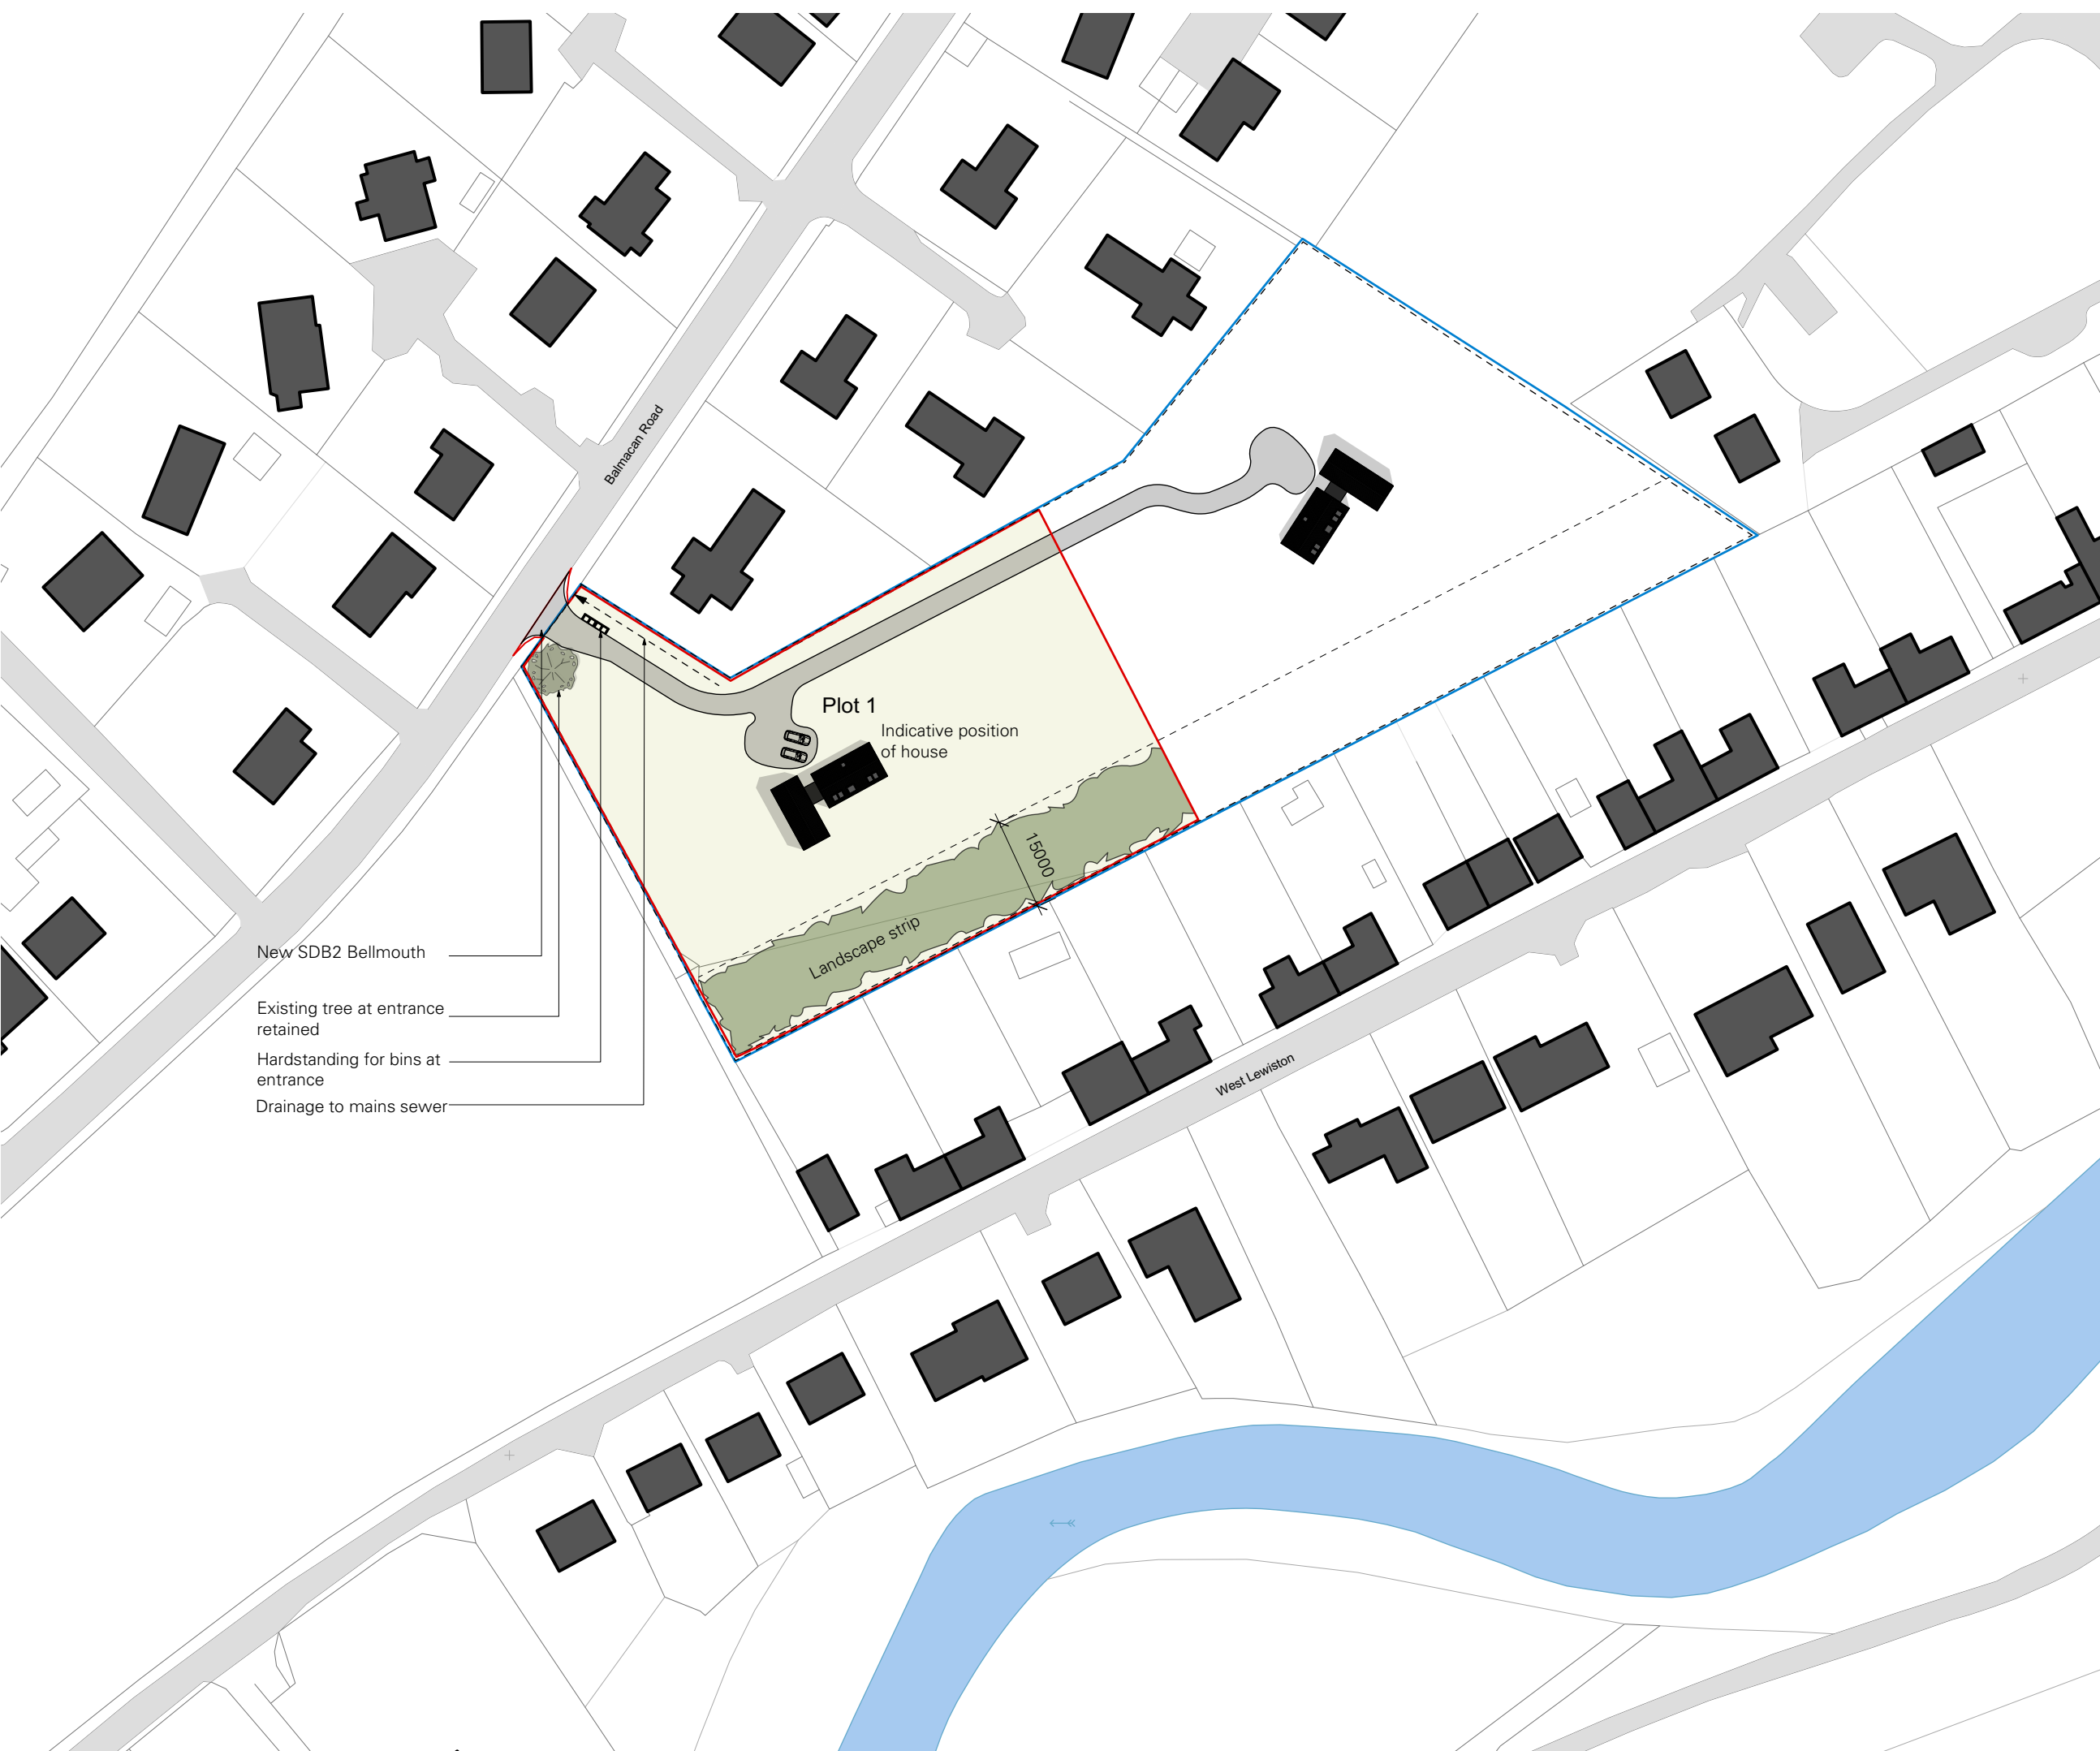 Balmacan Road
Plot 1
Indicative position
of house
15000
Landscape strip
New SDB2 Bellmouth
Existing tree at entrance
retained
Hardstanding for bins at
entrance
Drainage to mains sewer
West Lewiston